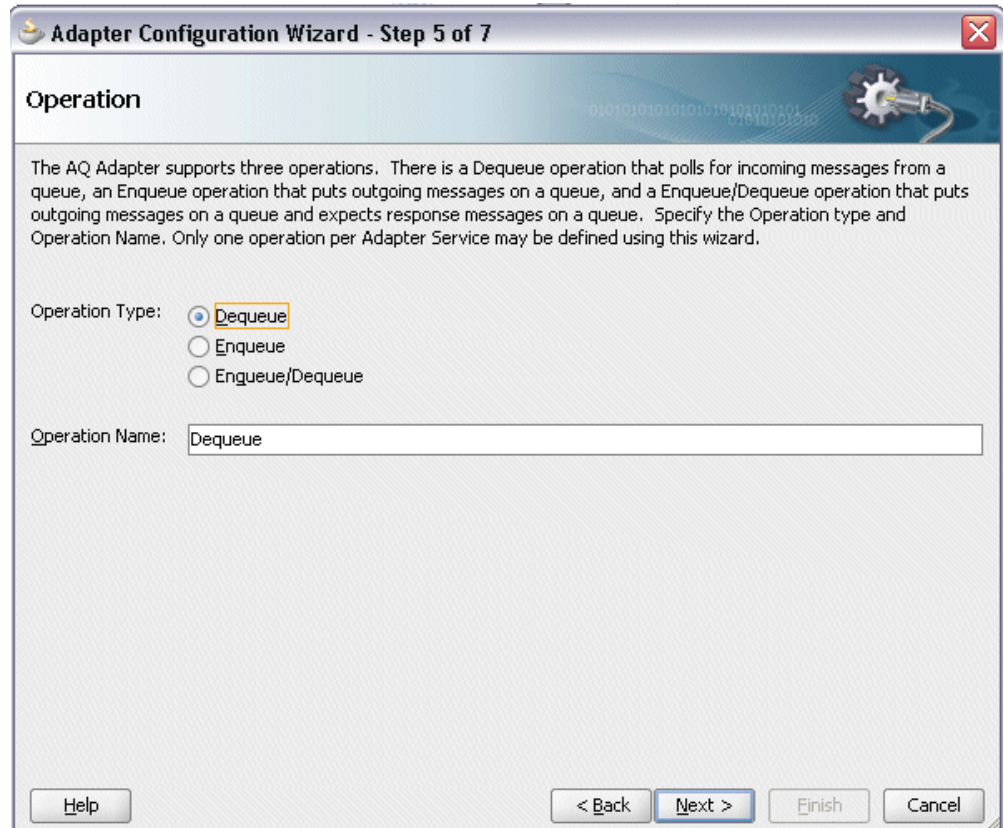 Adapter Configuration Wizard - Step 5 of 7
Operation
The AQ Adapter supports three operations. There is a Dequeue operation that polls for incoming messages from a
queue, an Enqueue operation that puts outgoing messages on a queue, and a Enqueue/Dequeue operation that puts
outgoing messages on a queue and expects response messages on a queue. Specify the Operation type and
Operation Name. Only one operation per Adapter Service may be defined using this wizard.
Operation Type:
Dequeue
Enqueue
Enqueue/Dequeue
Operation Name:
Dequeue
Help
< Back
Next >
Finish
Cancel